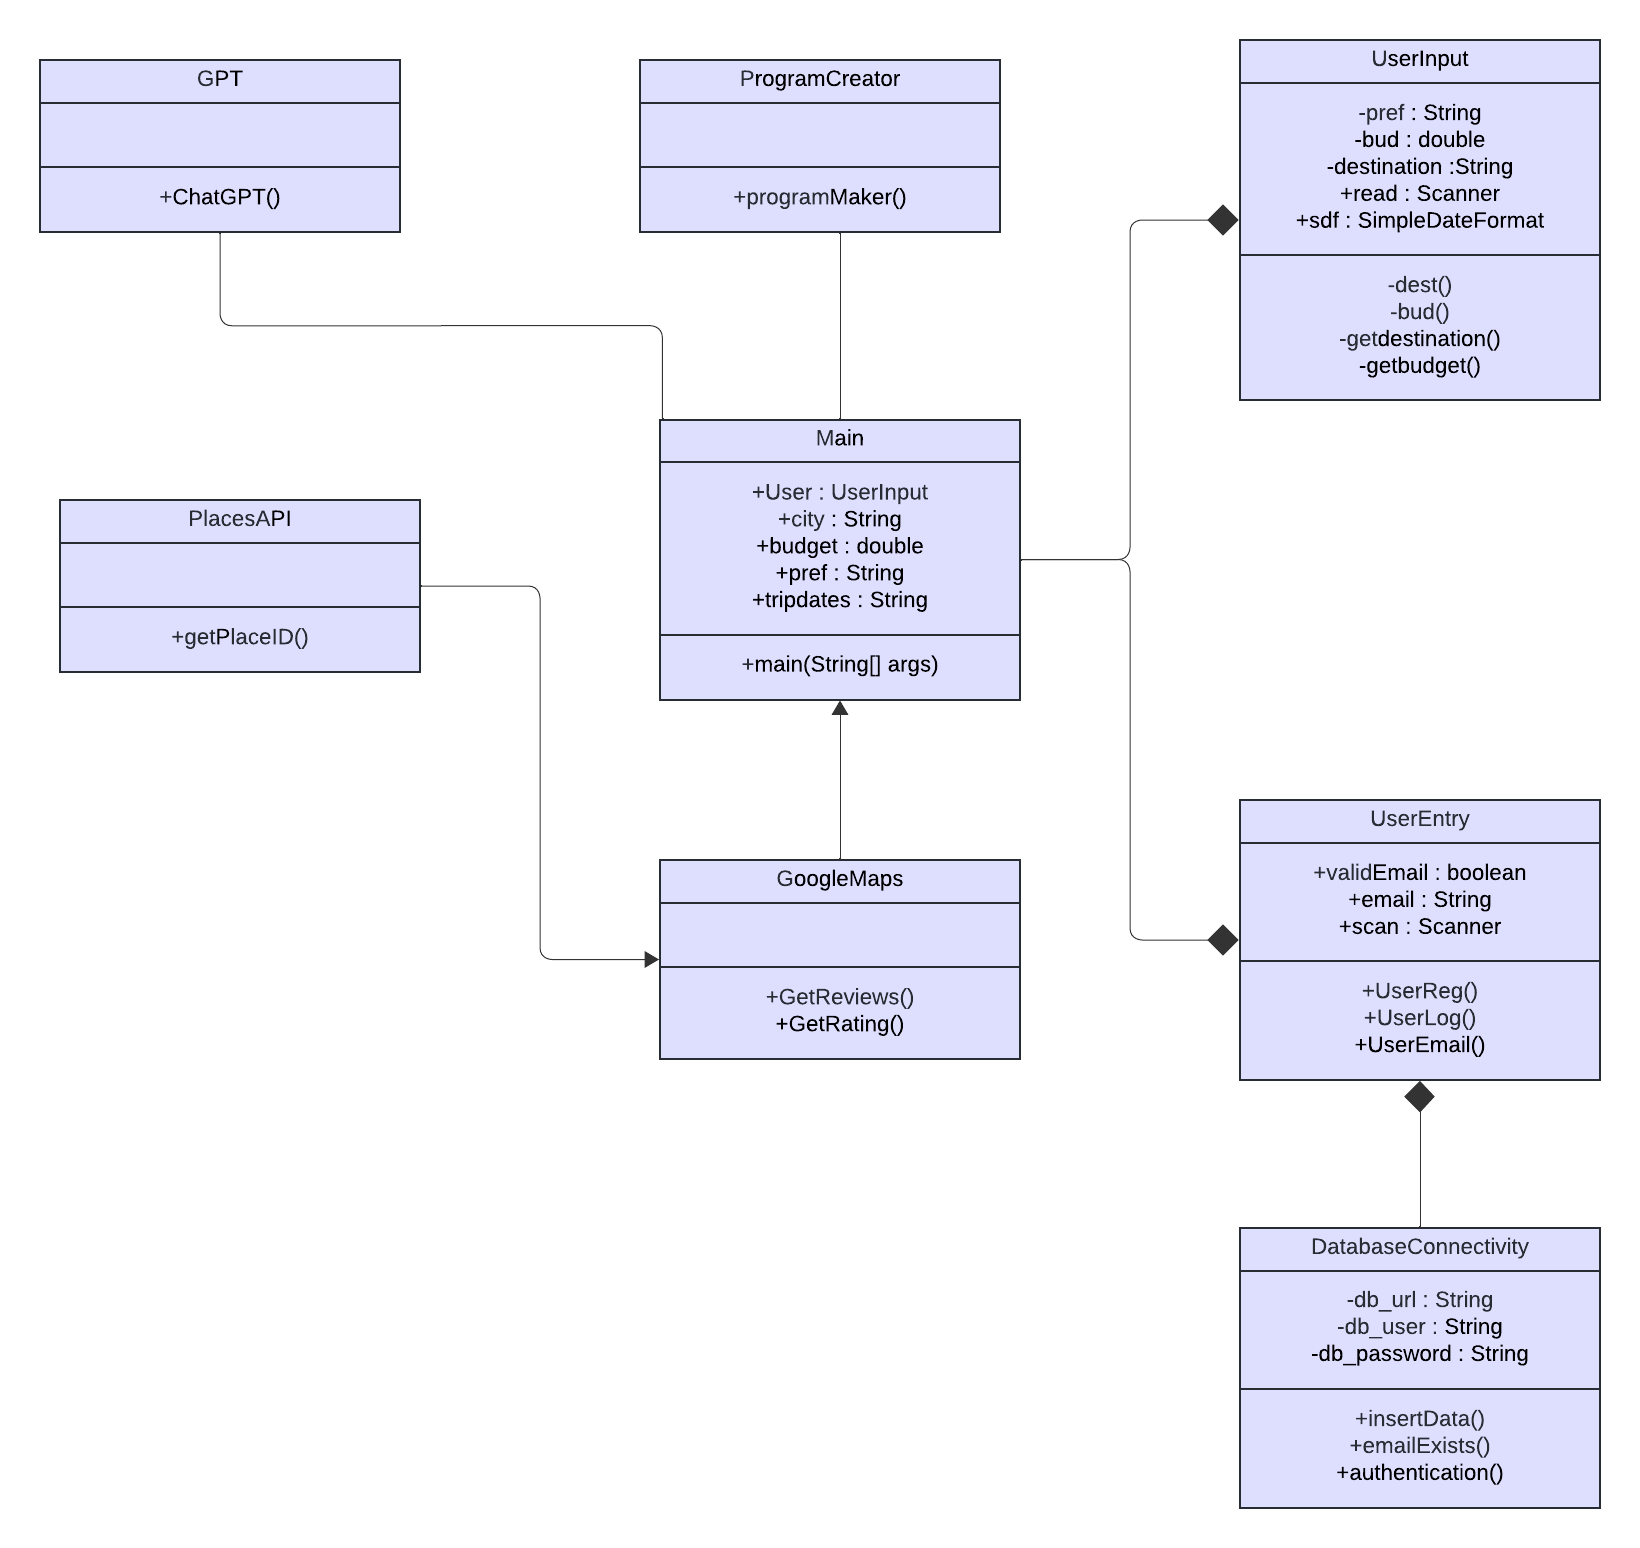 GPT
+ChatGPT()
ProgramCreator
+programMaker()
UserInput
-pref : String
-bud : double
-destination :String
+read : Scanner
+sdf : SimpleDateFormat
-dest()
-bud()
-getdestination()
-getbudget()
Main
+User : UserInput
+city : String
+budget : double
+pref : String
+tripdates : String
+main(String[] args)
PlacesAPI
+getPlaceID()
GoogleMaps
+GetReviews()
+GetRating()
UserEntry
+validEmail : boolean
+email : String
+scan : Scanner
+UserReg()
+UserLog()
+UserEmail()
DatabaseConnectivity
-db_url : String
-db_user : String
-db_password : String
+insertData()
+emailExists()
+authentication()